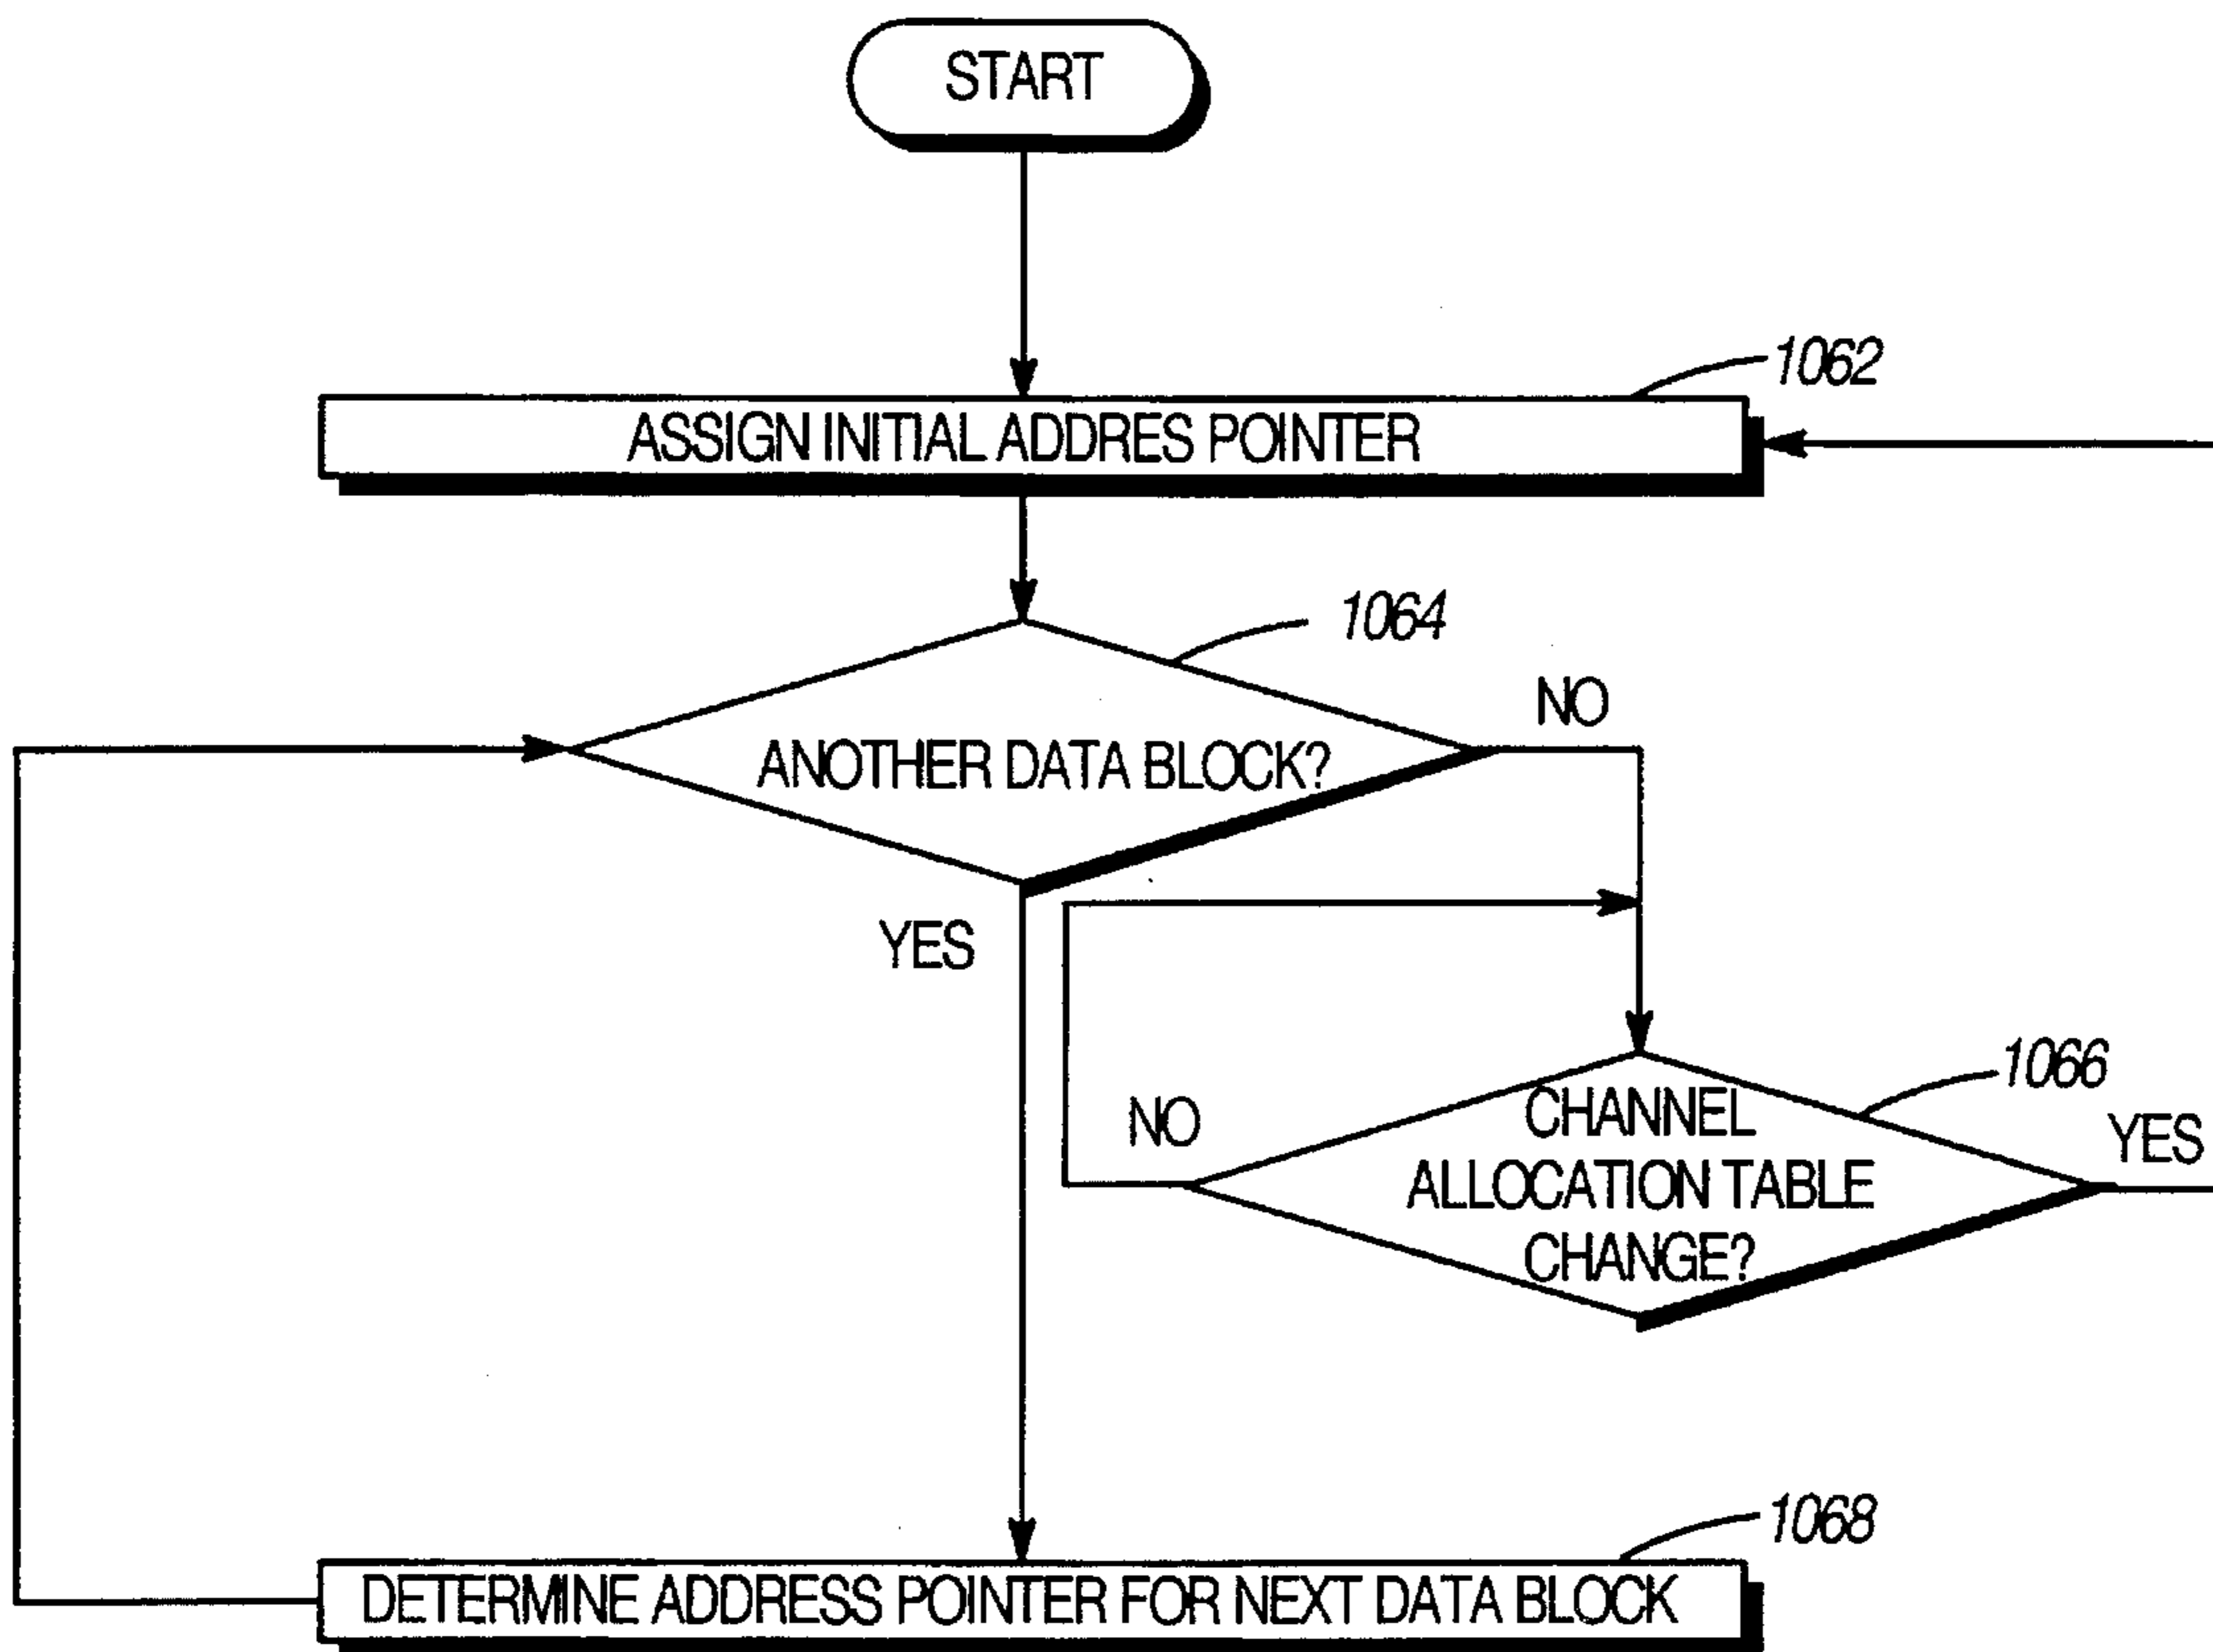 START
1062
ASSIGN INITIAL ADDRES POINTER
1064
NO
ANOTHER DATA BLOCK?
YES
1066
NO
CHANNEL
ALLOCATION TABLE
CHANGE?
YES
1068
DETERMINE ADDRESS POINTER FOR NEXT DATA BLOCK